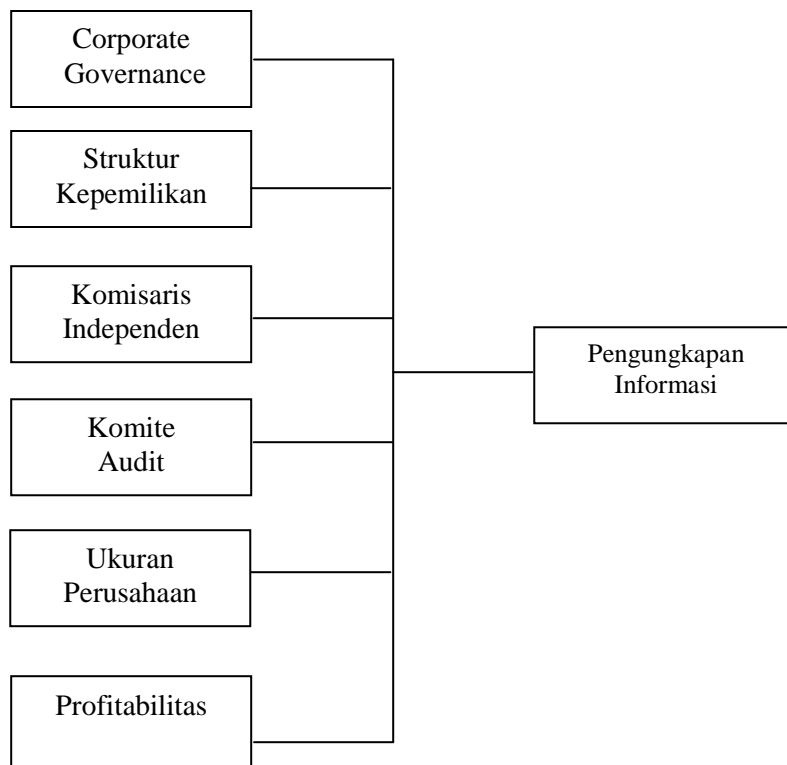 Corporate
Governance
Struktur
Kepemilikan
Komisaris
Independen
Pengungkapan
Informasi
Komite
Audit
Ukuran
Perusahaan
Profitabilitas